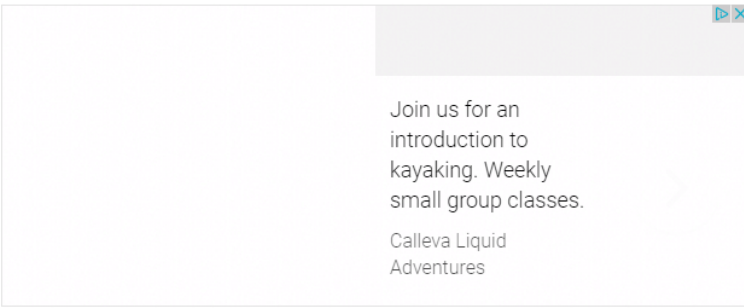 Join us for an
introduction to
kayaking. Weekly
small group classes.
Calleva Liquid
Adventures